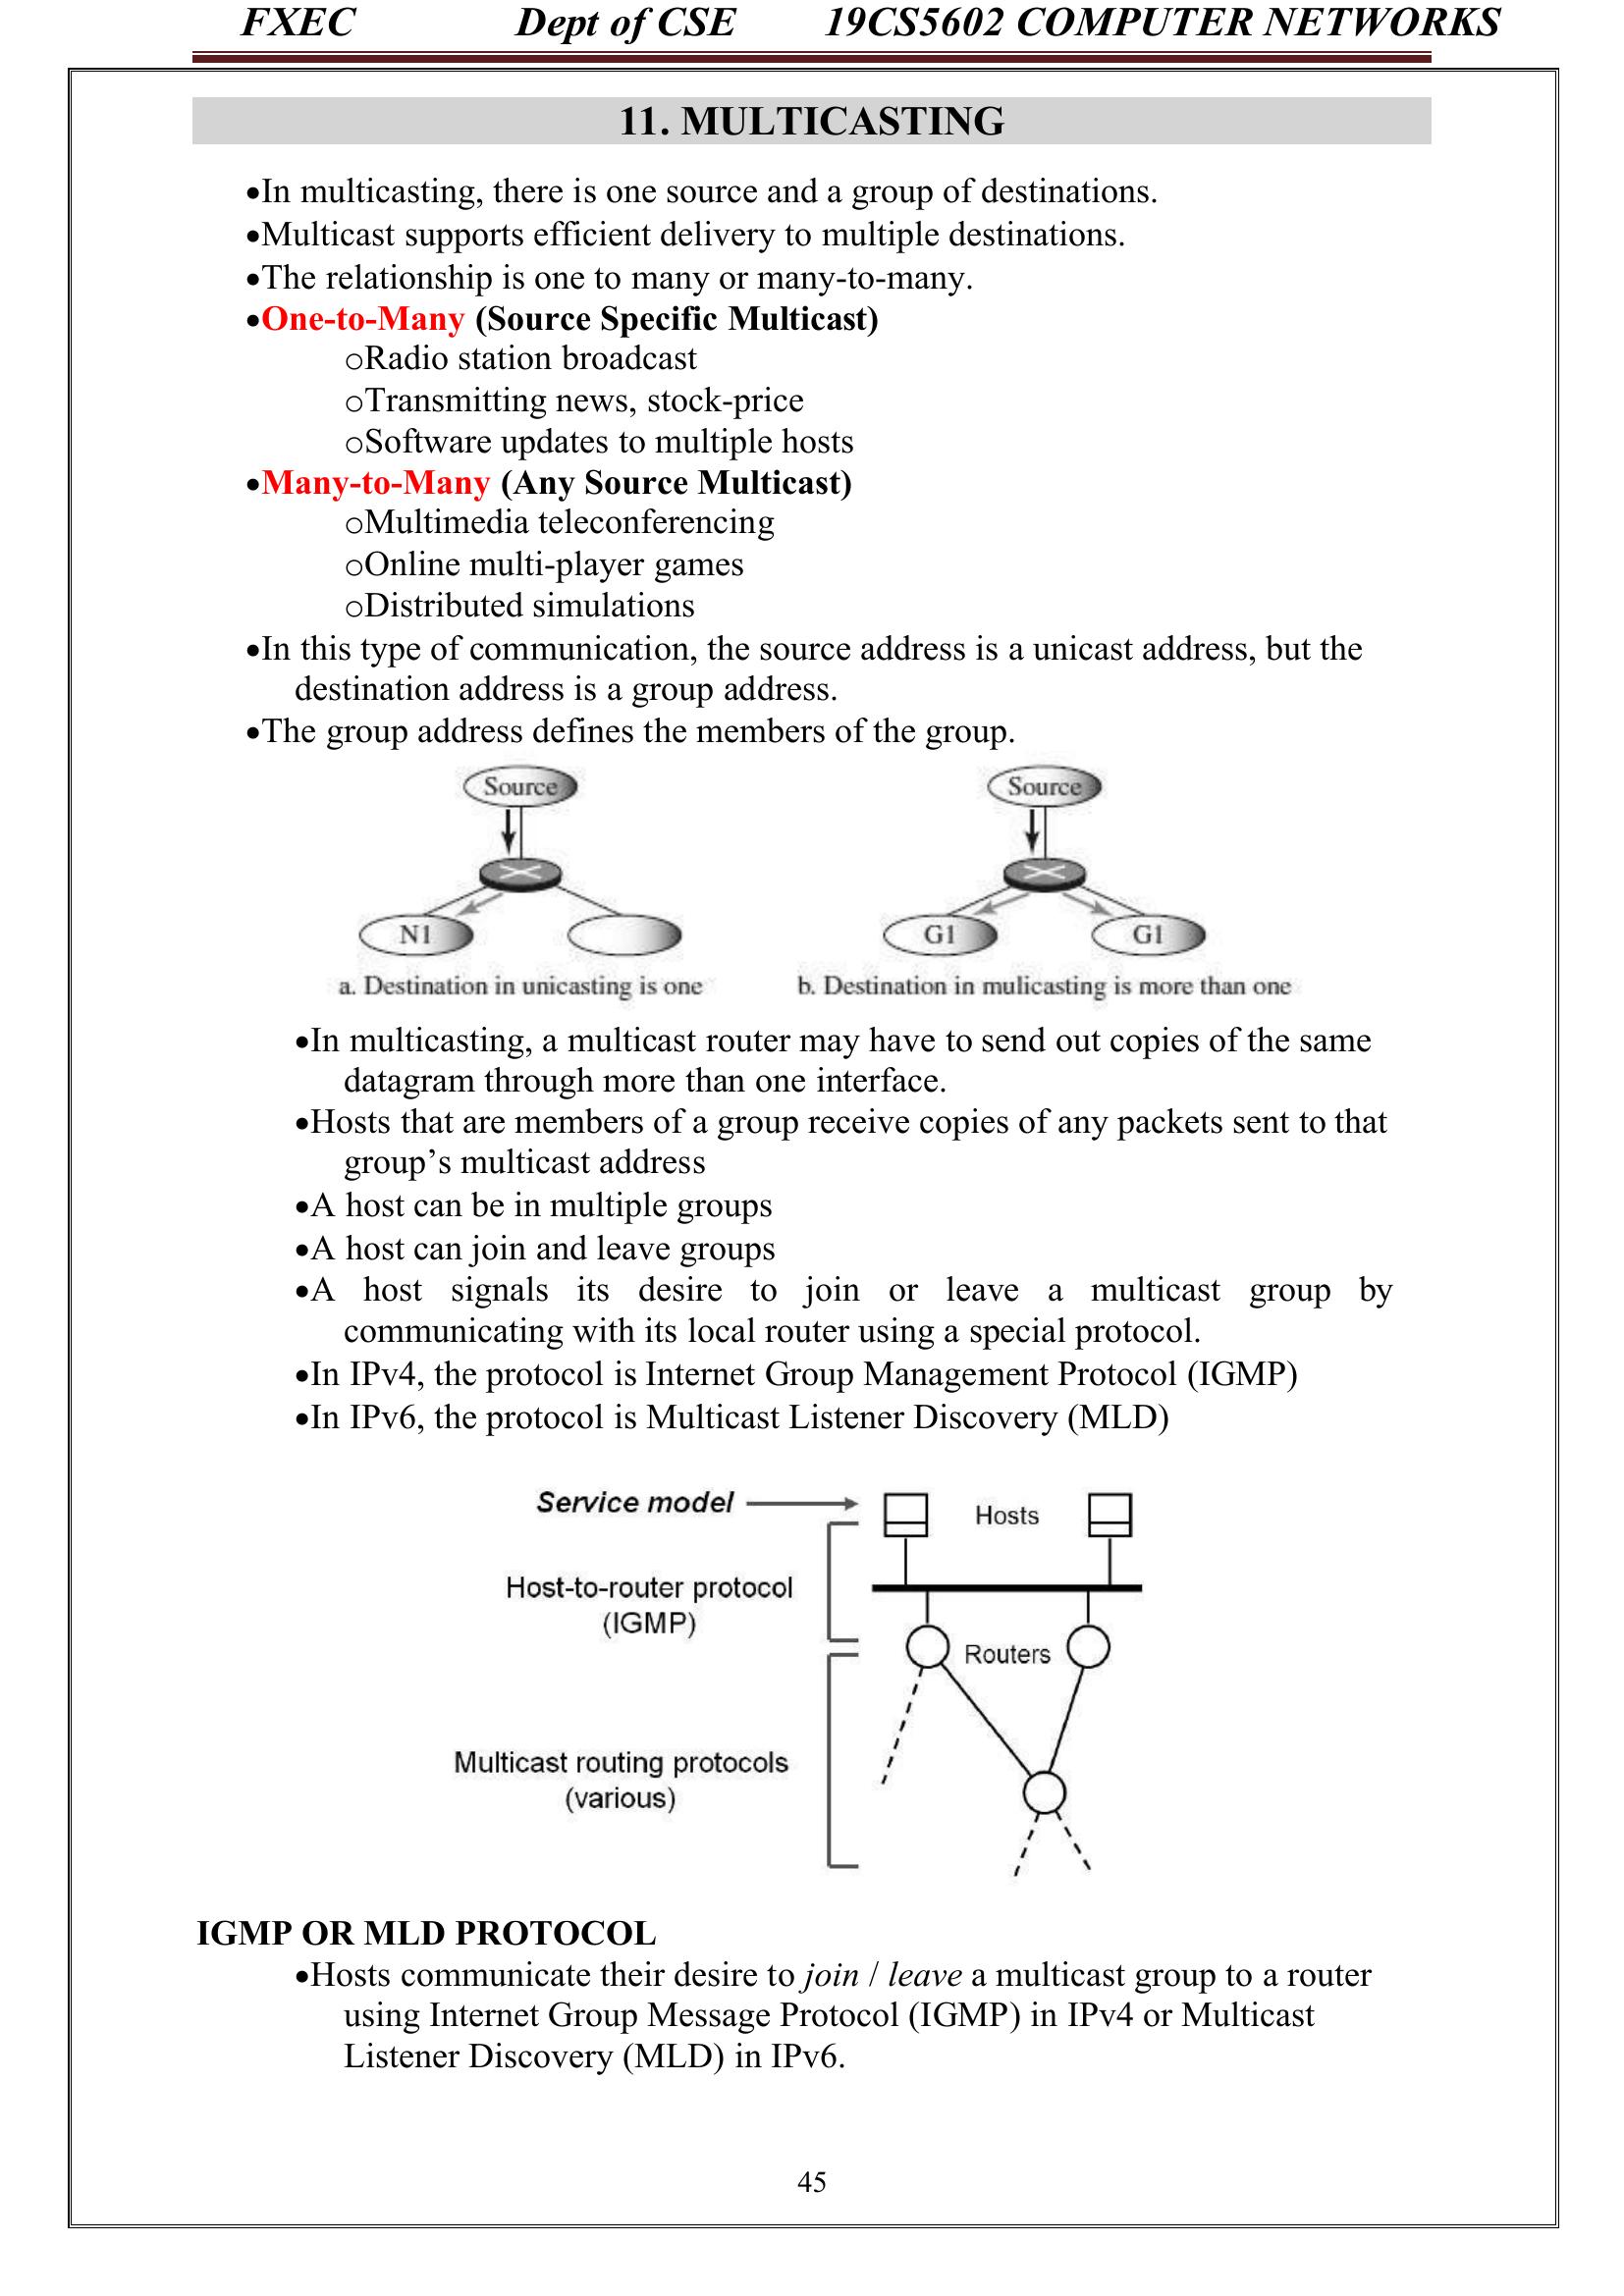 FXEC Dept of CSE 19CS5602 COMPUTER NETWORKS
11. MULTICASTING
•In multicasting, there is one source and a group of destinations.
•Multicast supports efficient delivery to multiple destinations.
•The relationship is one to many or many-to-many.
•One-to-Many (Source Specific Multicast)
oRadio station broadcast
oTransmitting news, stock-price
oSoftware updates to multiple hosts
•Many-to-Many (Any Source Multicast)
oMultimedia teleconferencing
oOnline multi-player games
oDistributed simulations
•In this type of communication, the source address is a unicast address, but the
destination address is a group address.
•The group address defines the members of the group.
Source Source
N1 G1 G1
a. Destination in unicasting is one b. Destination in mulicasting is more than one
•In multicasting, a multicast router may have to send out copies of the same
datagram through more than one interface.
•Hosts that are members of a group receive copies of any packets sent to that
group’s multicast address
•A host can be in multiple groups
•A host can join and leave groups
•A host signals its desire to join or leave a multicast group by
communicating with its local router using a special protocol.
•In IPv4, the protocol is Internet Group Management Protocol (IGMP)
•In IPv6, the protocol is Multicast Listener Discovery (MLD)
Service model
Hosts
Host-to-router protocol
(IGMP)
Routers
Multicast routing protocols
(various)
IGMP OR MLD PROTOCOL
•Hosts communicate their desire to join / leave a multicast group to a router
using Internet Group Message Protocol (IGMP) in IPv4 or Multicast
Listener Discovery (MLD) in IPv6.
45